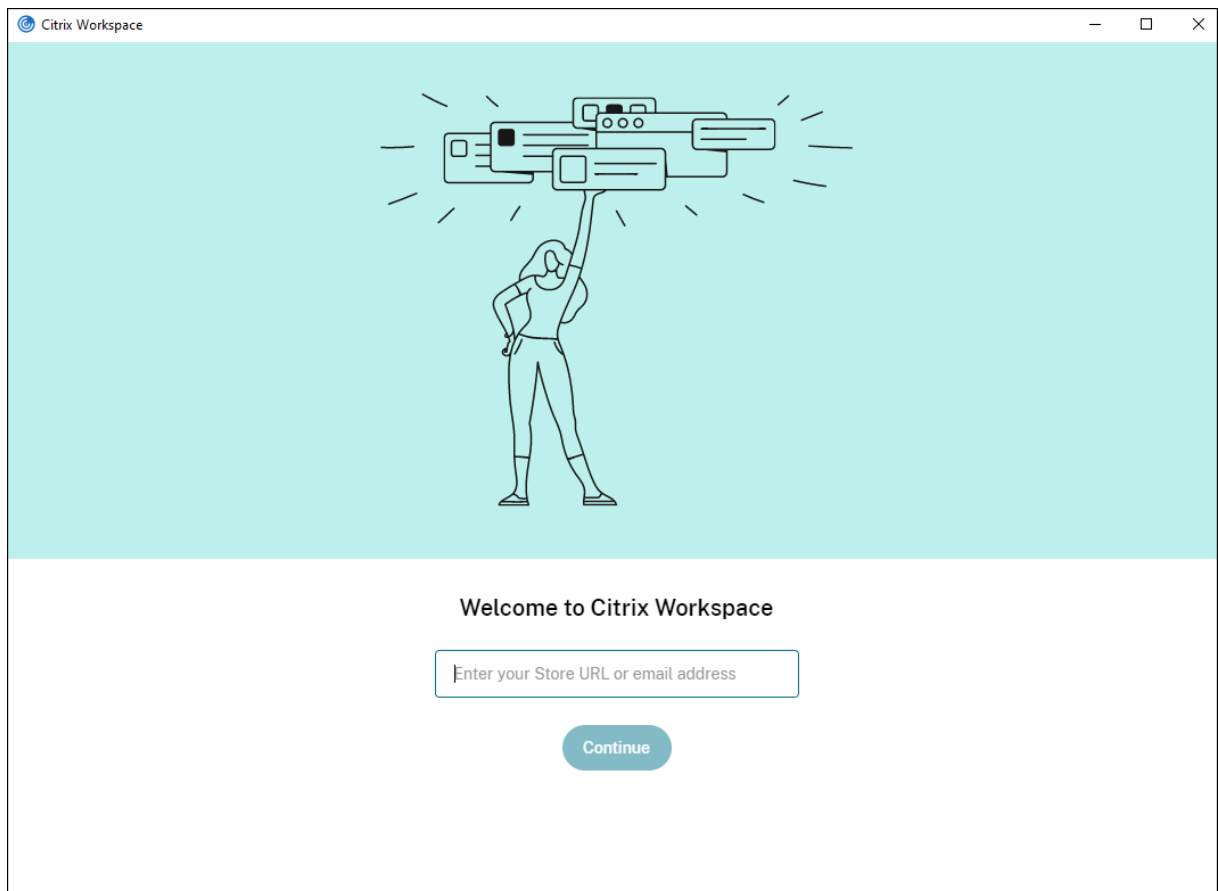 Citrix Workspace
Welcome to Citrix Workspace
Enter your Store URL or email address
Continue